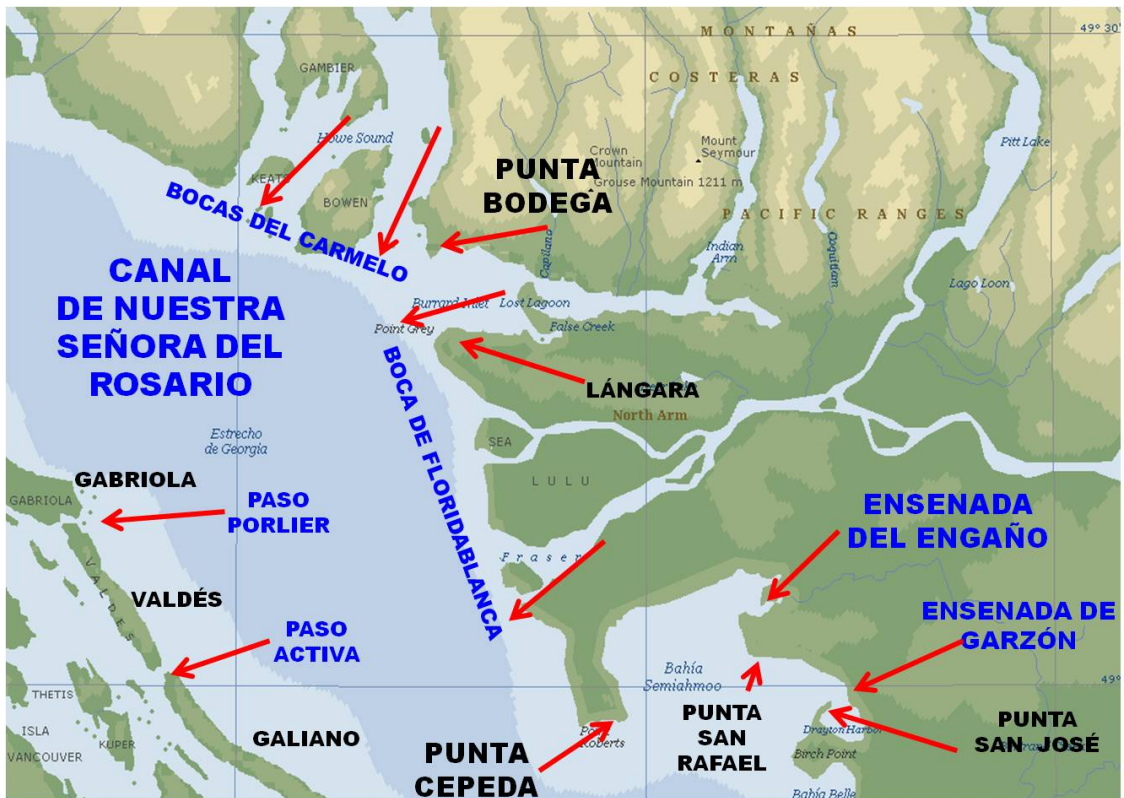 MONTAÑAS
COSTERAS
49° 30'
GAMBIER
Howe Sound
KEATS
BOWEN
BOCAS DEL CARMELO
PUNTA
BODEGA
Crown
Mountain
Mount
Seymour
Grouse Mountain 1211 m
PACIFIC RANGES
Pitt Lake
Capilano
Indian
Arm
Coquitlam
Lago Loon
CANAL
DE NUESTRA
SEÑORA DEL
ROSARIO
Burrard Inlet
Lost Lagoon
Point Grey
False Creek
LÁNGARA
North Arm
BOCA DE FLORIDABLANCA
Estrecho
de Georgia
SEA
LULU
GABRIOLA
GABRIOLA
PASO
PORLIER
VALDES
VALDÉS
Fraser
ENSENADA
DEL ENGAÑO
ENSENADA DE
GARZÓN
PASO
ACTIVA
Bahía
Semiahmoo
49°
THETIS
ISLA
VANCOUVER
KUPER
GALIANO
PUNTA
CEPEDA
Roberts
PUNTA
SAN
RAFAEL
Drayton Harbor
Birch Point
PUNTA
SAN JOSÉ
Bahía Belle